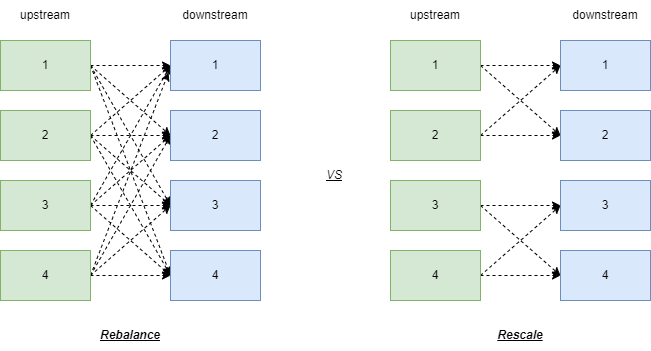 upstream downstream upstream downstream
1 1 1 1
2 2 2 2
VS
3 3 3 3
4 4 4 4
Rebalance Rescale